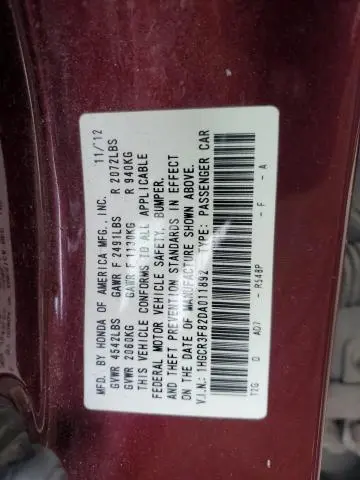 MFD. BY HONDA OF AMERICA MFG., INC. 11/12
GVWR 4542LBS GAWR F 2491LBS R 2072LBS
GVWR 2060KG GAWR F 1130KG R 940KG
THIS VEHICLE CONFORMS TO ALL APPLICABLE
FEDERAL MOTOR VEHICLE SAFETY, BUMPER,
AND THEFT PREVENTION STANDARDS IN EFFECT
ON THE DATE OF MANUFACTURE SHOWN ABOVE.
V.I.N.: 1HGCR3F82DA011892 TYPE: PASSENGER CAR
T2G D AD7 - R548P - F - A